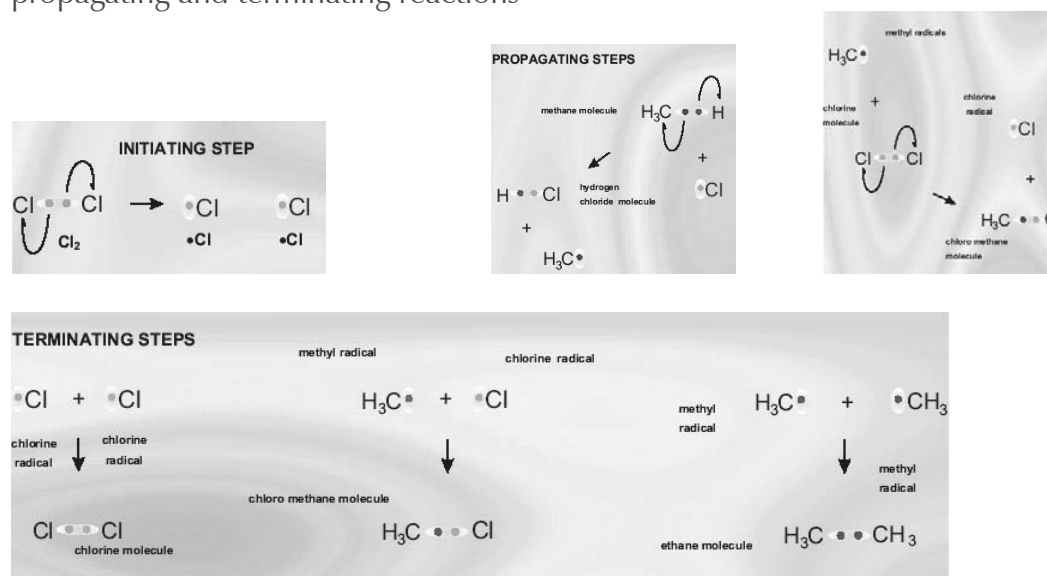 propagating and terminating reactions
INITIATING STEP
Cl Cl
•Cl •Cl
Cl₂ •Cl •Cl
PROPAGATING STEPS
methane molecule H₃C •• H
+
•Cl
hydrogen
chloride molecule
H •• Cl
+
H₃C•
methyl radicals
H₃C•
+
chlorine
molecule
Cl •• Cl
chlorine
radical
•Cl
+
H₃C ••
chloro methane
molecule
TERMINATING STEPS
•Cl + •Cl
chlorine
radical
chlorine
radical
Cl •• Cl
chlorine molecule
methyl radical chlorine radical
H₃C• + •Cl
chloro methane molecule
H₃C •• Cl
methyl
radical
H₃C• + •CH₃
methyl
radical
ethane molecule H₃C •• CH₃